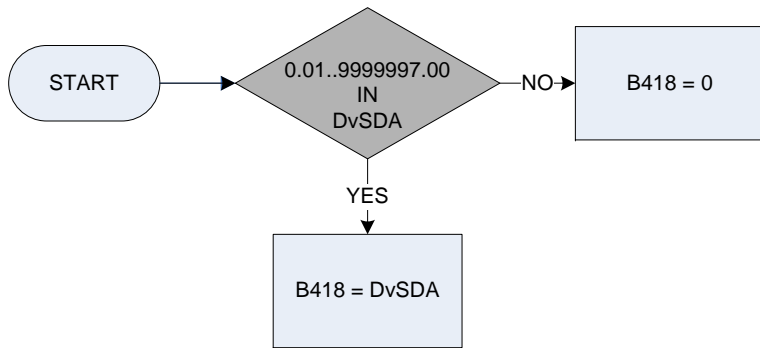 START
0.01..9999997.00
IN
DvSDA
NO
B418 = 0
YES
B418 = DvSDA